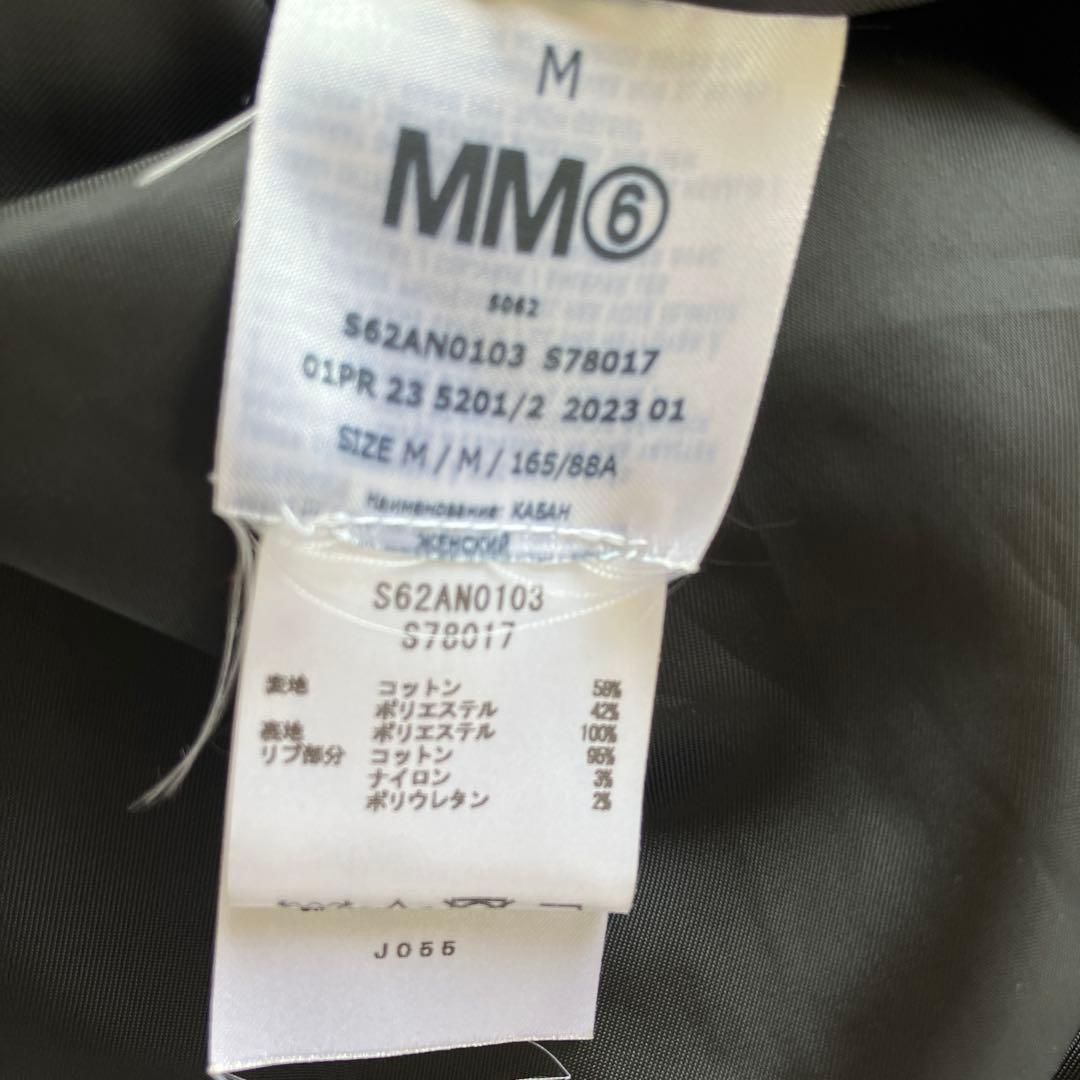 M
MM⑥
S062
S62AN0103 S78017
01PR 23 5201/2 2023 01
SIZE M / M / 165/88A
Наименование: КАБАН
ЖЕНСКИЙ
S62AN0103
S78017
表地 コットン 58%
ポリエステル 42%
裏地 ポリエステル 100%
リブ部分 コットン 95%
ナイロン 3%
ポリウレタン 2%
J055